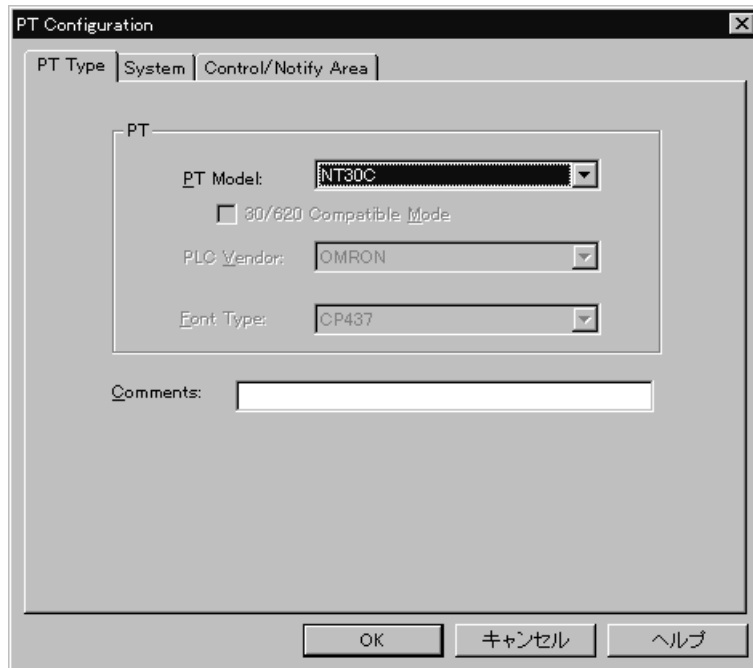 PT Configuration
PT Type System Control/Notify Area
PT
PT Model: NT30C
30/620 Compatible Mode
PLC Vendor: OMRON
Font Type: CP437
Comments:
OK キャンセル ヘルプ